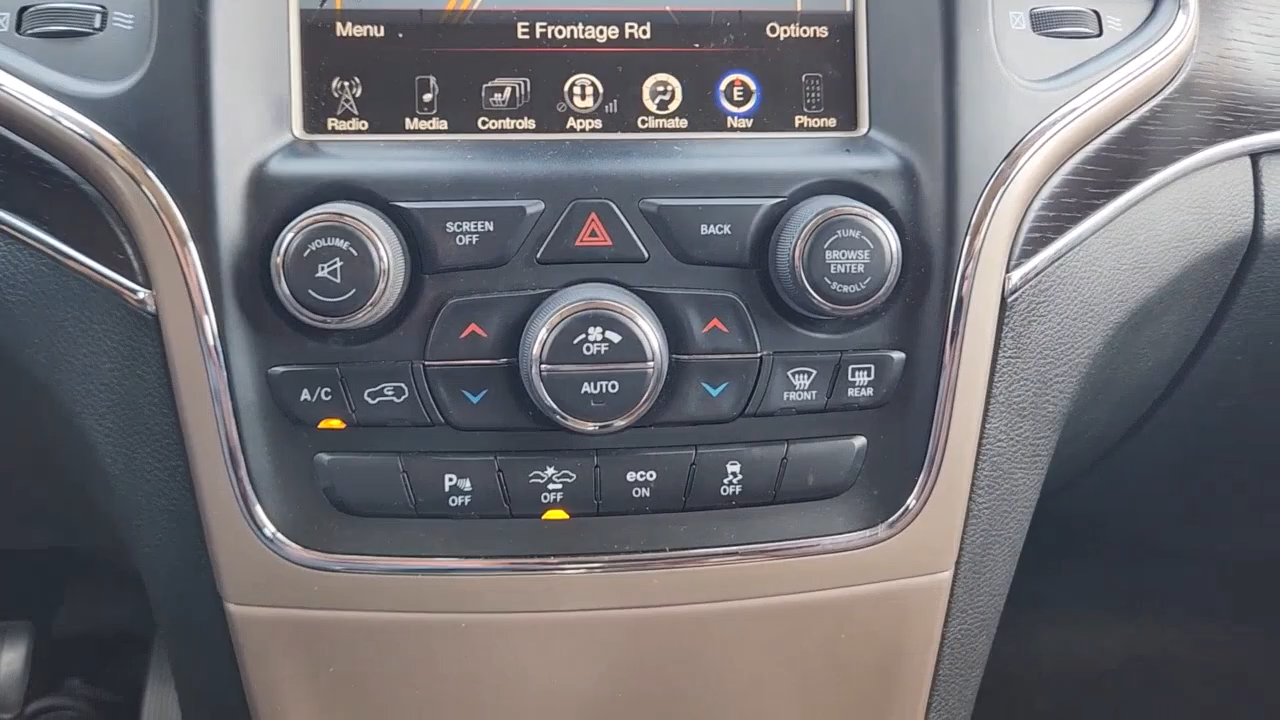 Menu
E Frontage Rd
Options
Radio
Media
Controls
Apps
Climate
E
Nav
Phone
VOLUME
SCREEN
OFF
BACK
TUNE
BROWSE
ENTER
SCROLL
OFF
AUTO
A/C
FRONT
REAR
P
OFF
OFF
eco
ON
OFF